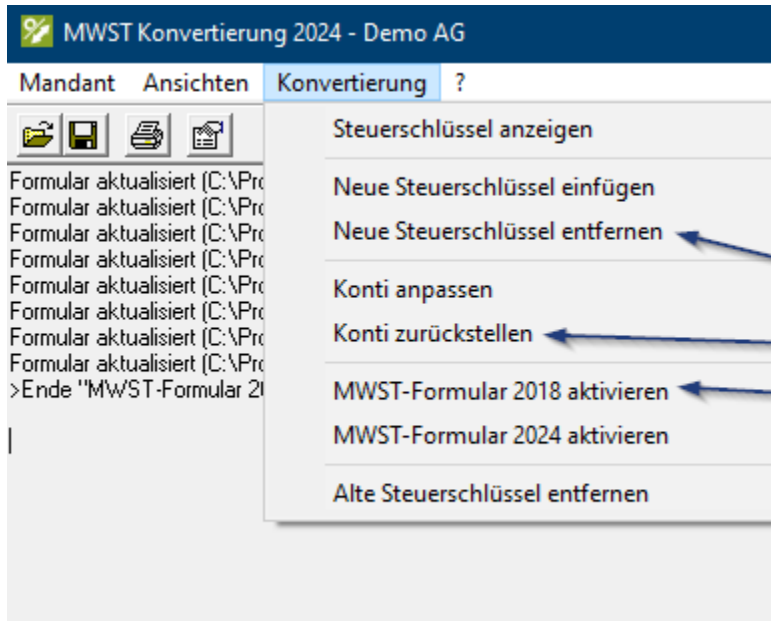 MWST Konvertierung 2024 - Demo AG
Mandant Ansichten Konvertierung ?
Steuerschlüssel anzeigen
Neue Steuerschlüssel einfügen
Neue Steuerschlüssel entfernen
Konti anpassen
Konti zurückstellen
MWST-Formular 2018 aktivieren
MWST-Formular 2024 aktivieren
Alte Steuerschlüssel entfernen
Formular aktualisiert (C:\Pro
Formular aktualisiert (C:\Pro
Formular aktualisiert (C:\Pro
Formular aktualisiert (C:\Pro
Formular aktualisiert (C:\Pro
Formular aktualisiert (C:\Pro
Formular aktualisiert (C:\Pro
Formular aktualisiert (C:\Pro
>Ende "MWST-Formular 20